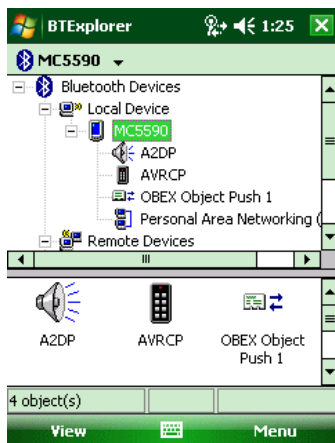 BTExplorer 1:25
MC5590
Bluetooth Devices
Local Device
MC5590
A2DP
AVRCP
OBEX Object Push 1
Personal Area Networking (
Remote Devices
A2DP AVRCP OBEX Object
Push 1
4 object(s)
View Menu